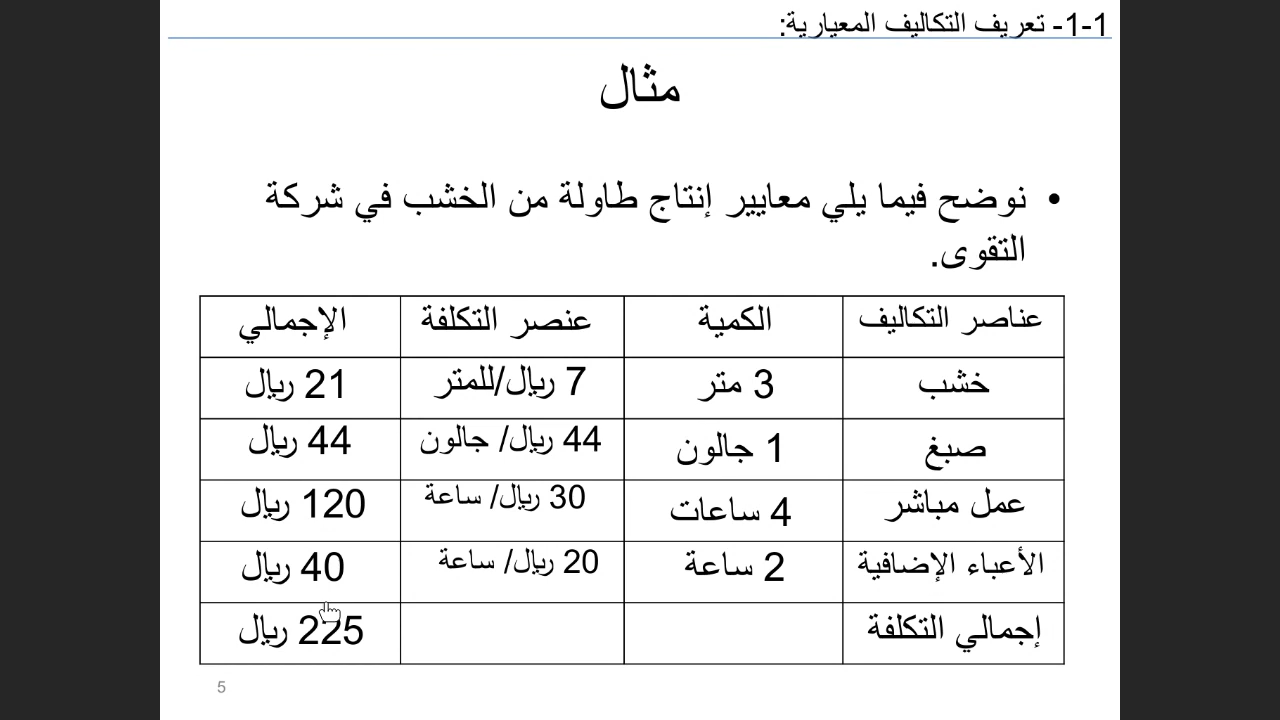 1-1- تعريف التكاليف المعيارية:
مثال
• نوضح فيما يلي معايير إنتاج طاولة من الخشب في شركة
التقوى.
عناصر التكاليف الكمية عنصر التكلفة الإجمالي
خشب 3 متر 7 ريال/للمتر 21 ريال
صبغ 1 جالون 44 ريال/ جالون 44 ريال
عمل مباشر 4 ساعات 30 ريال/ ساعة 120 ريال
الأعباء الإضافية 2 ساعة 20 ريال/ ساعة 40 ريال
إجمالي التكلفة 225 ريال
5